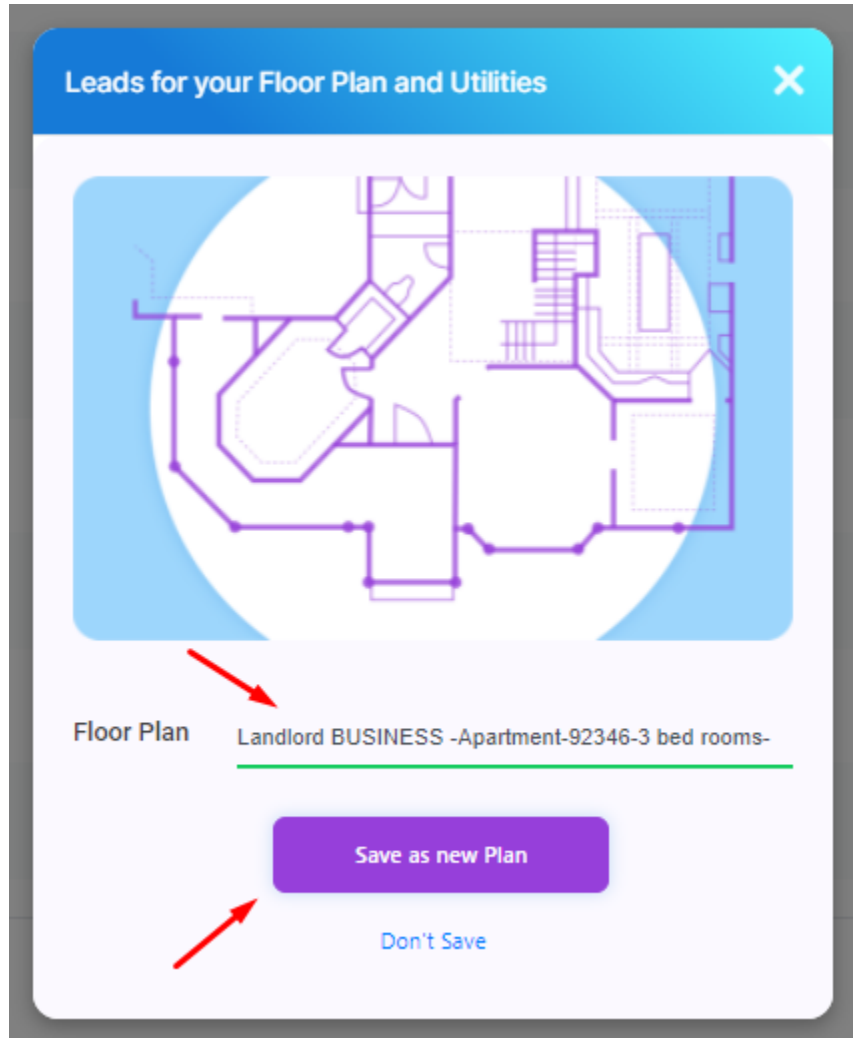 Leads for your Floor Plan and Utilities
Floor Plan
Landlord BUSINESS -Apartment-92346-3 bed rooms-
Save as new Plan
Don't Save